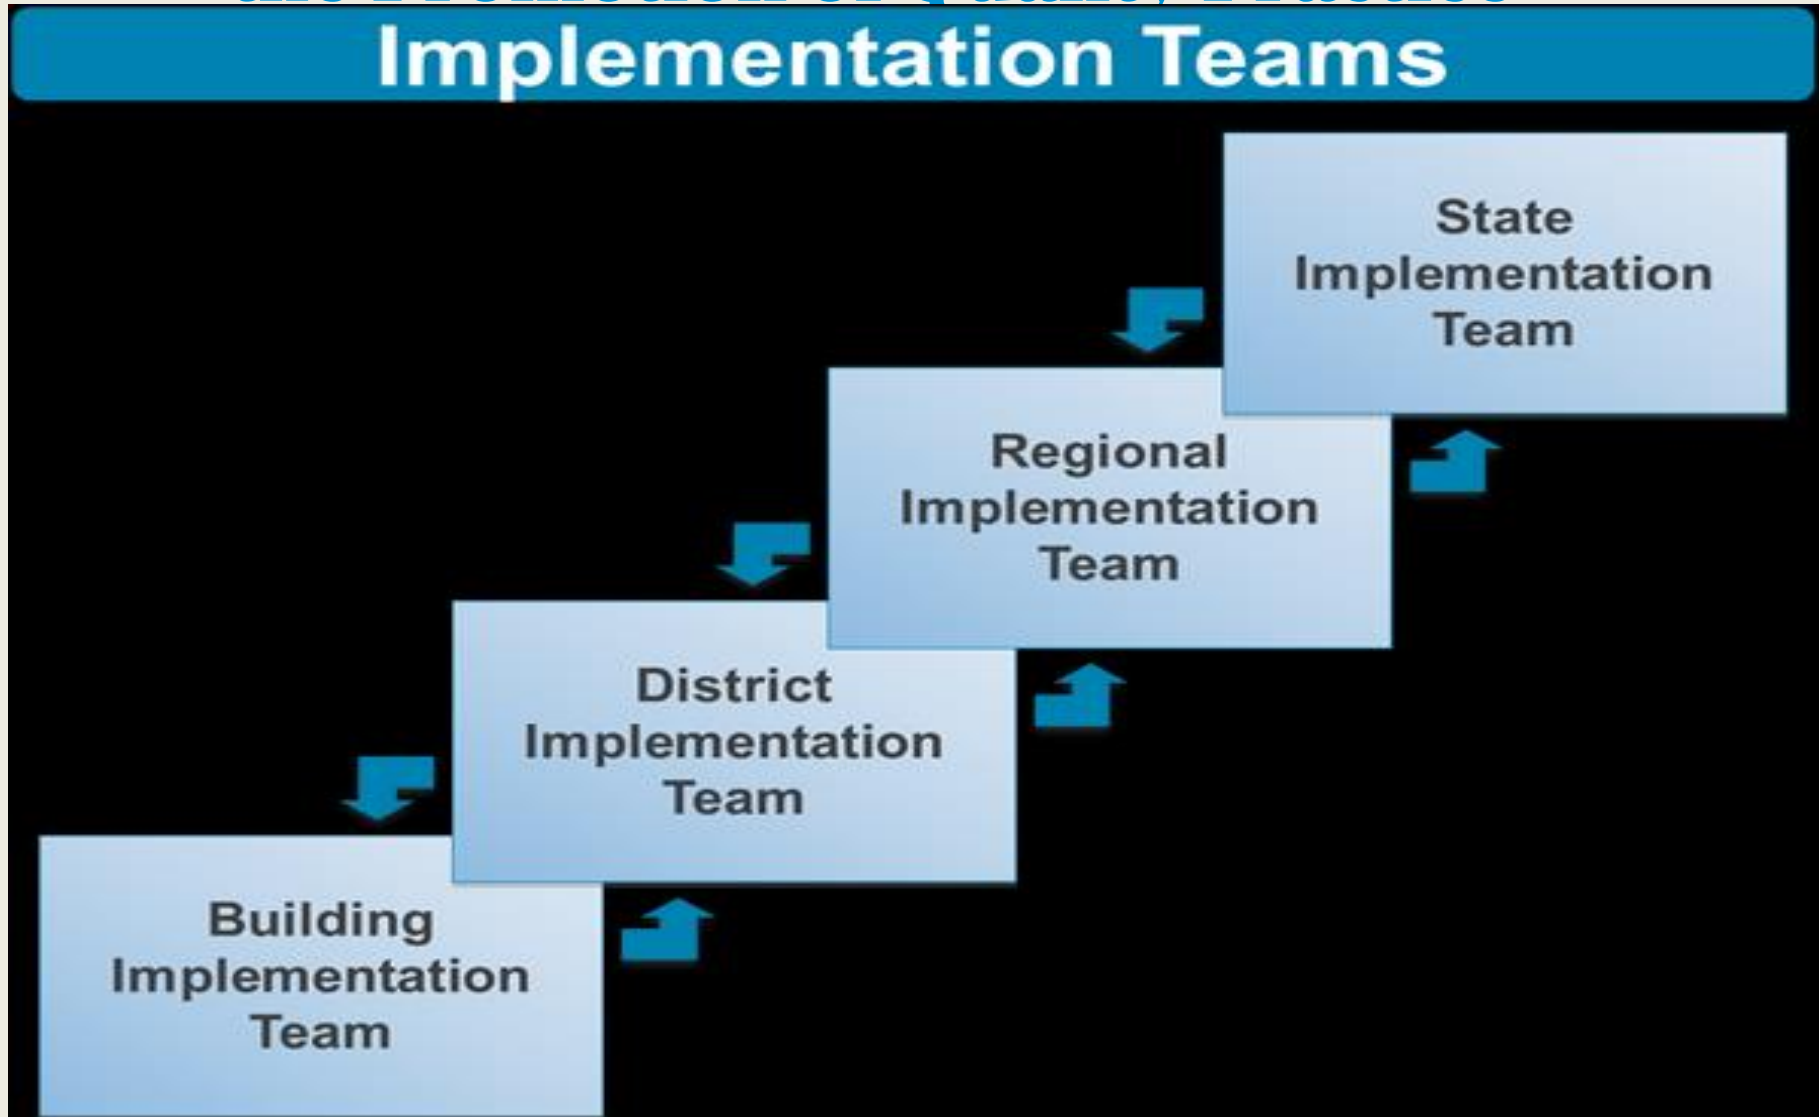 Implementation Teams
State
Implementation
Team
Regional
Implementation
Team
District
Implementation
Team
Building
Implementation
Team